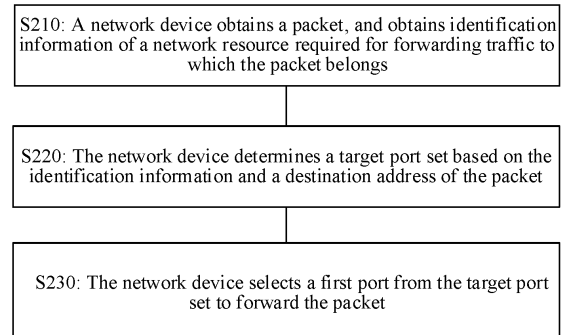 S210: A network device obtains a packet, and obtains identification
information of a network resource required for forwarding traffic to
which the packet belongs
S220: The network device determines a target port set based on the
identification information and a destination address of the packet
S230: The network device selects a first port from the target port
set to forward the packet